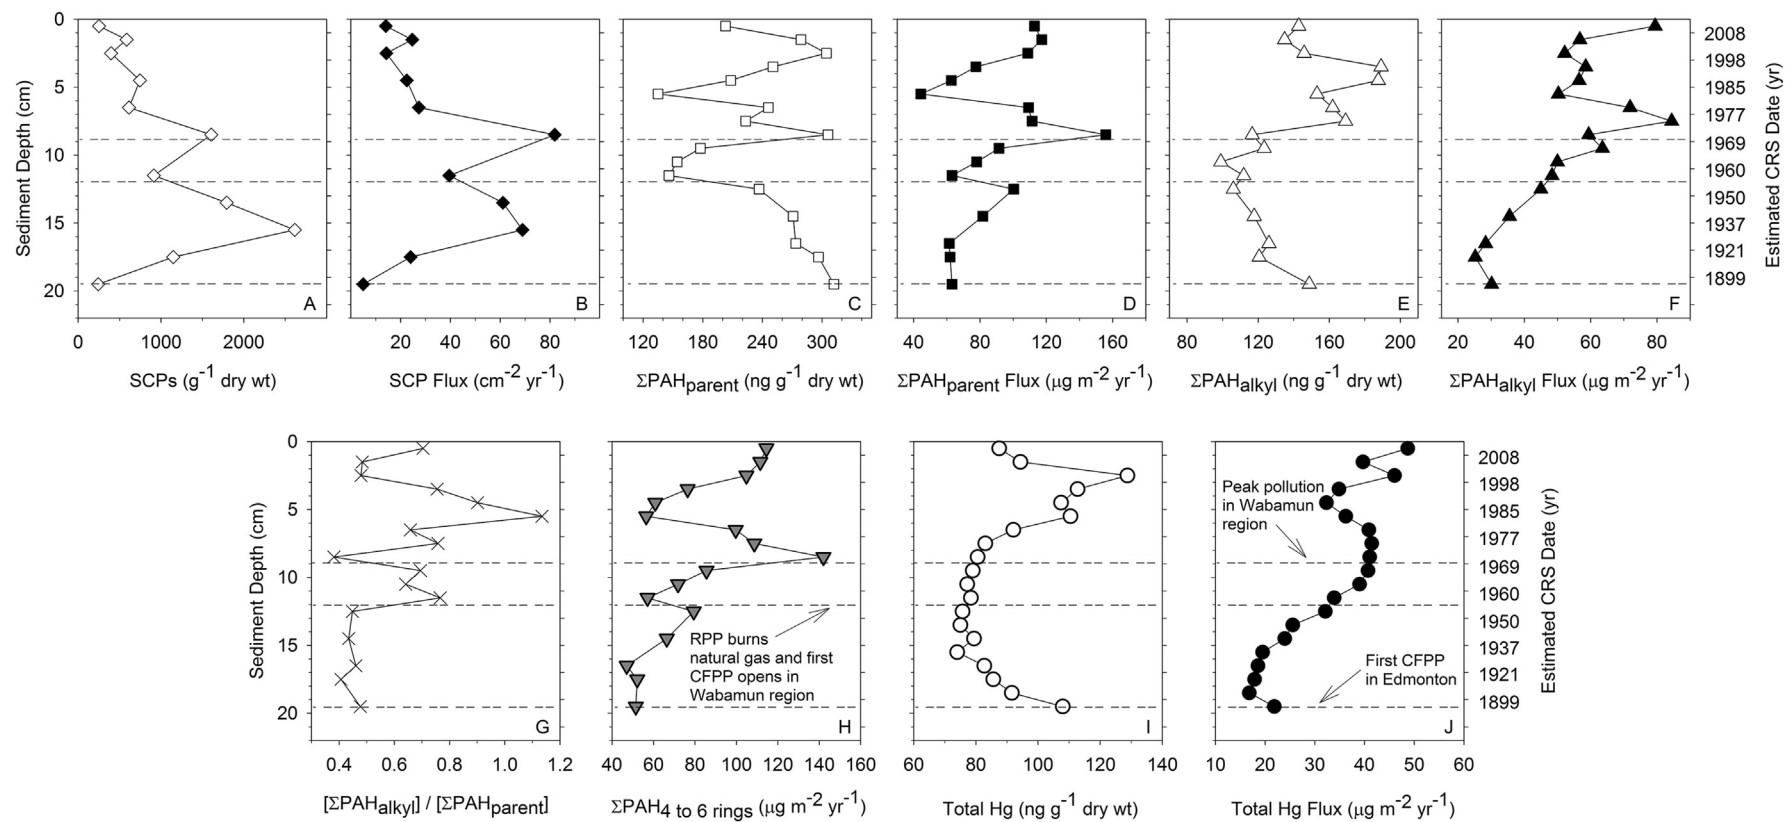 0
5
10
15
20
Sediment Depth (cm)
A
B
C
D
E
F
2008
1998
1985
1977
1969
1960
1950
1937
1921
1899
Estimated CRS Date (yr)
0 1000 2000
20 40 60 80
120 180 240 300
40 80 120 160
80 120 160 200
20 40 60 80
SCPs (g-1 dry wt)
SCP Flux (cm-2 yr-1)
ΣPAHparent (ng g-1 dry wt)
ΣPAHparent Flux (μg m-2 yr-1)
ΣPAHalkyl (ng g-1 dry wt)
ΣPAHalkyl Flux (μg m-2 yr-1)
0
5
10
15
20
Sediment Depth (cm)
G
RPP burns
natural gas and first
CFPP opens in
Wabamun region
H
I
Peak pollution
in Wabamun
region
First CFPP
in Edmonton
J
2008
1998
1985
1977
1969
1960
1950
1937
1921
1899
Estimated CRS Date (yr)
0.4 0.6 0.8 1.0 1.2
40 60 80 100 120 140 160
60 80 100 120 140
10 20 30 40 50 60
[ΣPAHalkyl] / [ΣPAHparent]
ΣPAH4 to 6 rings (μg m-2 yr-1)
Total Hg (ng g-1 dry wt)
Total Hg Flux (μg m-2 yr-1)